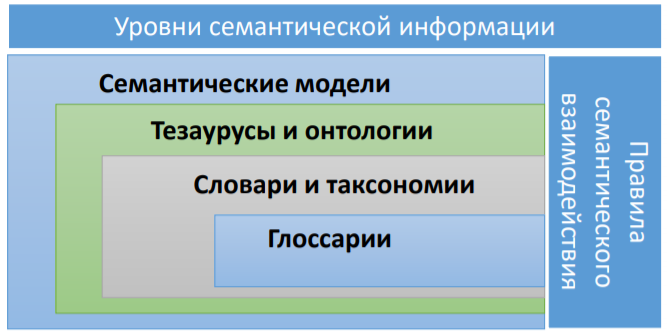 Уровни семантической информации
Семантические модели
Тезаурусы и онтологии
Словари и таксономии
Глоссарии
Правила
семантического
взаимодействия